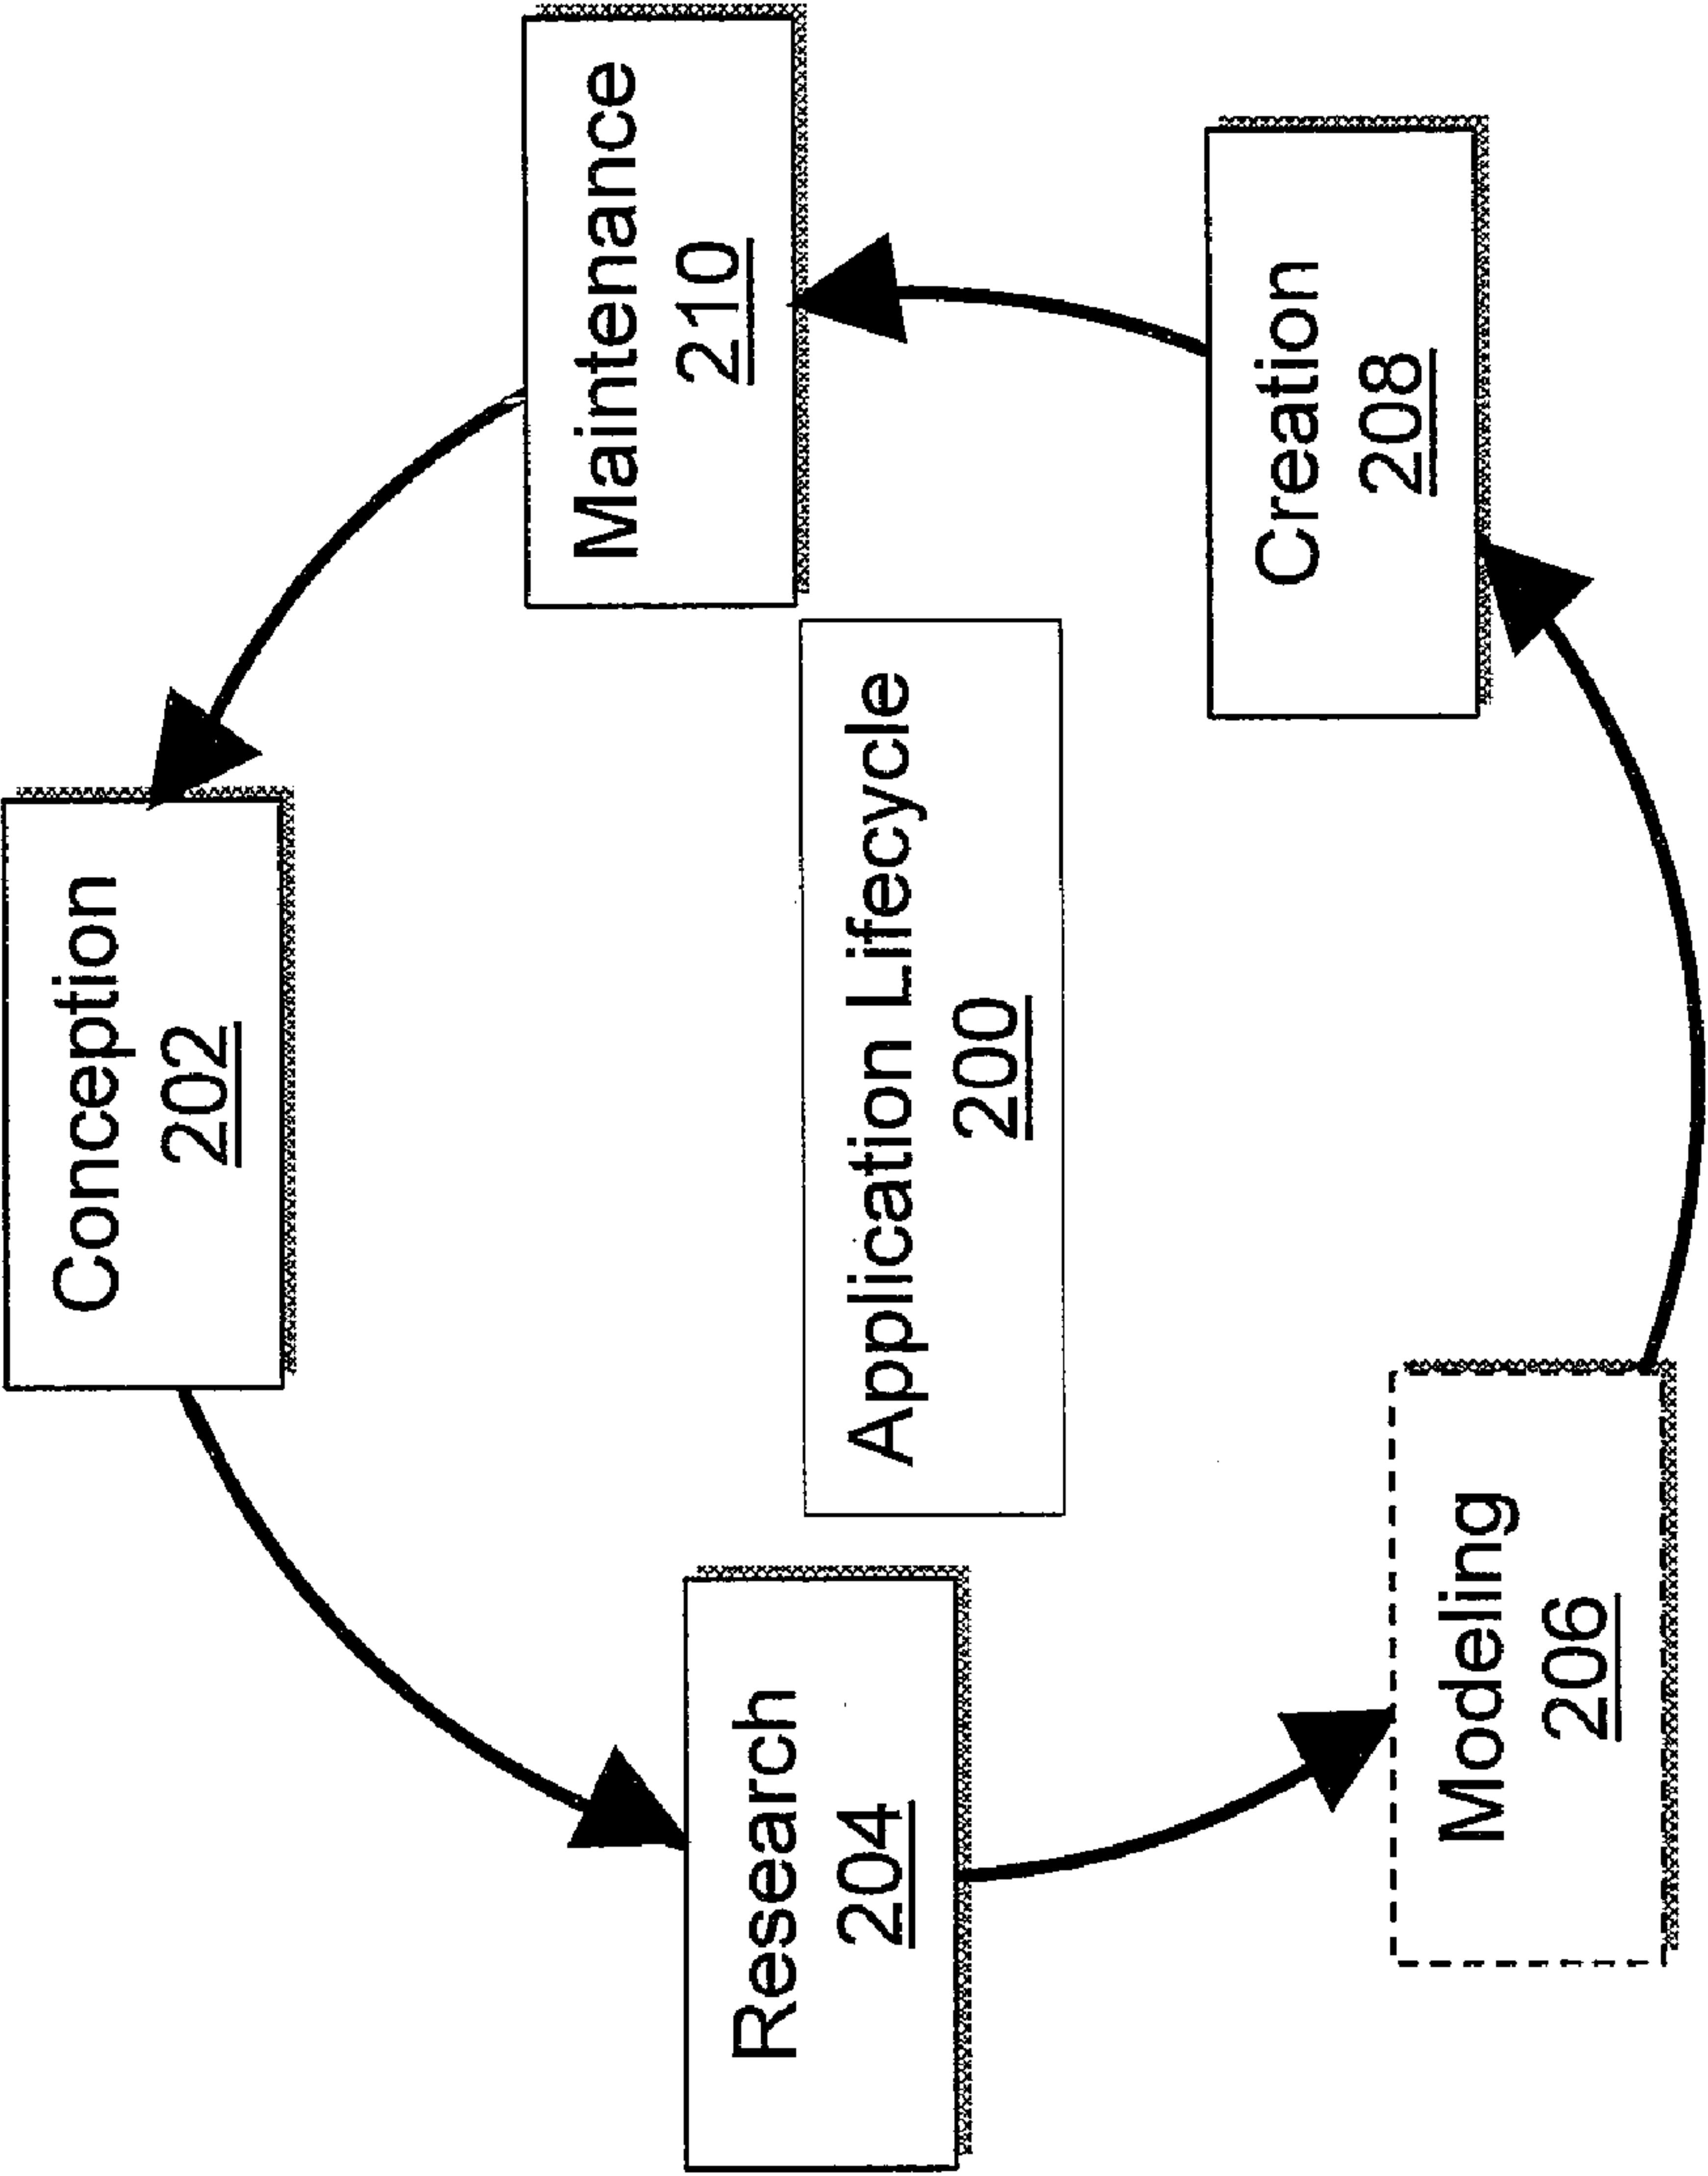 Conception
202
Research
204
Application Lifecycle
200
Maintenance
210
Modeling
206
Creation
208